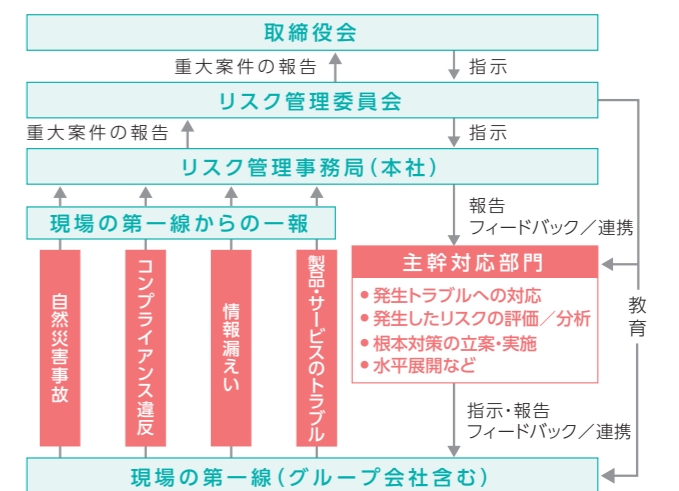 取締役会
重大案件の報告
指示
リスク管理委員会
重大案件の報告
指示
リスク管理事務局(本社)
現場の第一線からの一報
報告
フィードバック/連携
自然災害事故
コンプライアンス違反
情報漏えい
製品・サービスのトラブル
主幹対応部門
●発生トラブルへの対応
●発生したリスクの評価/分析
●根本対策の立案・実施
●水平展開など
教育
指示・報告
フィードバック/連携
現場の第一線(グループ会社含む)